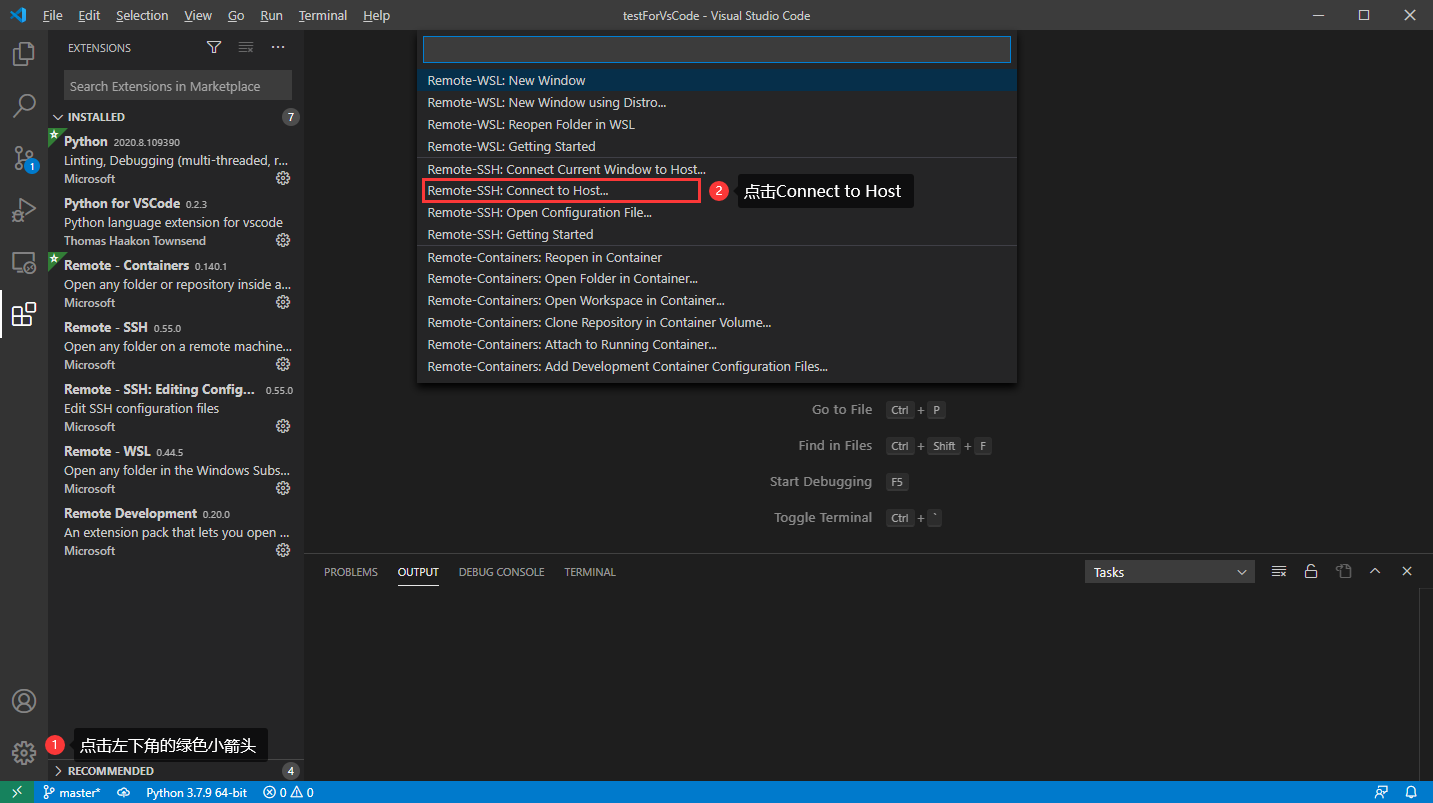 File Edit Selection View Go Run Terminal Help
testForVsCode - Visual Studio Code
EXTENSIONS
Search Extensions in Marketplace
INSTALLED 7
Python 2020.8.109390
Linting, Debugging (multi-threaded, r...
Microsoft
Python for VSCode 0.2.3
Python language extension for vscode
Thomas Haakon Townsend
Remote - Containers 0.140.1
Open any folder or repository inside a...
Microsoft
Remote - SSH 0.55.0
Open any folder on a remote machine...
Microsoft
Remote - SSH: Editing Config... 0.55.0
Edit SSH configuration files
Microsoft
Remote - WSL 0.44.5
Open any folder in the Windows Subs...
Microsoft
Remote Development 0.20.0
An extension pack that lets you open ...
Microsoft
1
1 点击左下角的绿色小箭头
RECOMMENDED 4
Remote-WSL: New Window
Remote-WSL: New Window using Distro...
Remote-WSL: Reopen Folder in WSL
Remote-WSL: Getting Started
Remote-SSH: Connect Current Window to Host...
Remote-SSH: Connect to Host...
2 点击Connect to Host
Remote-SSH: Open Configuration File...
Remote-SSH: Getting Started
Remote-Containers: Reopen in Container
Remote-Containers: Open Folder in Container...
Remote-Containers: Open Workspace in Container...
Remote-Containers: Clone Repository in Container Volume...
Remote-Containers: Attach to Running Container...
Remote-Containers: Add Development Container Configuration Files...
Go to File Ctrl + P
Find in Files Ctrl + Shift + F
Start Debugging F5
Toggle Terminal Ctrl + `
PROBLEMS OUTPUT DEBUG CONSOLE TERMINAL
Tasks
master* Python 3.7.9 64-bit 0 0